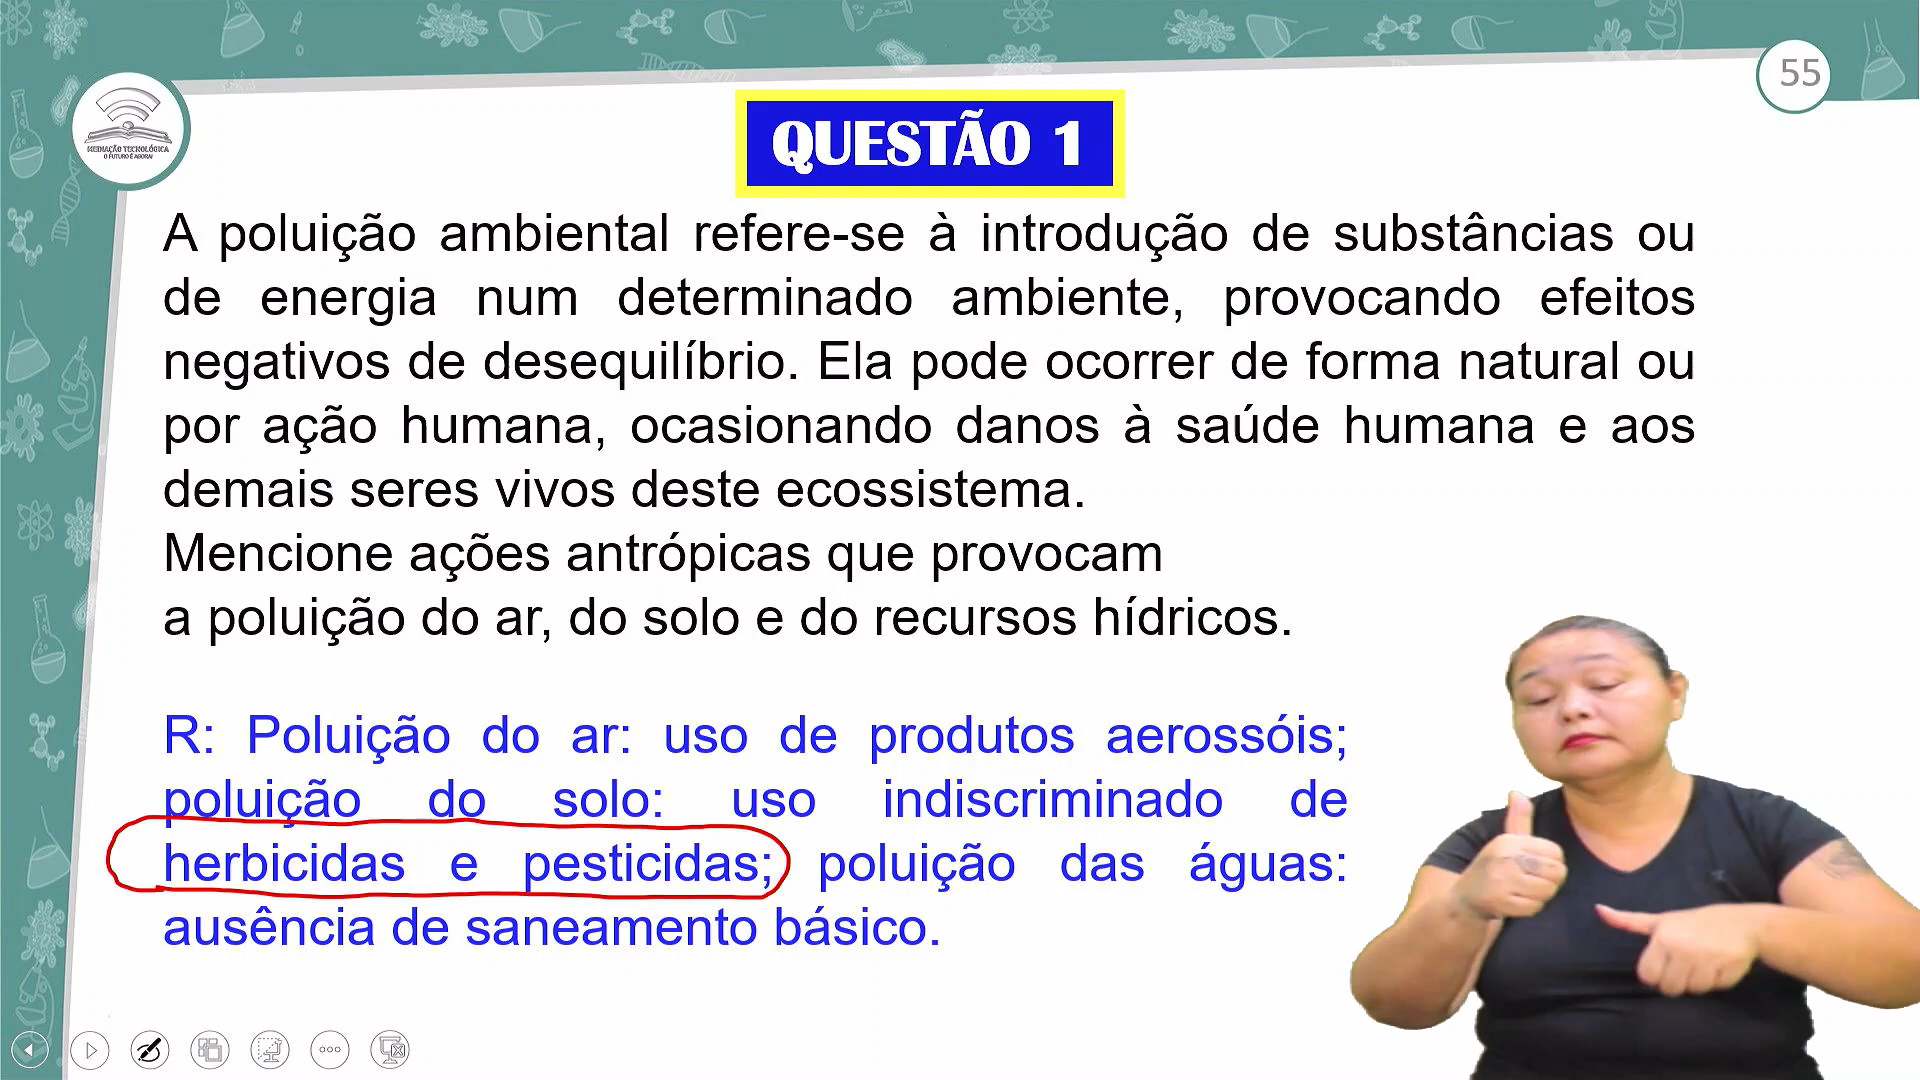 55
MEDIAÇÃO TECNOLÓGICA
O FUTURO É AGORA!
QUESTÃO 1
A poluição ambiental refere-se à introdução de substâncias ou
de energia num determinado ambiente, provocando efeitos
negativos de desequilíbrio. Ela pode ocorrer de forma natural ou
por ação humana, ocasionando danos à saúde humana e aos
demais seres vivos deste ecossistema.
Mencione ações antrópicas que provocam
a poluição do ar, do solo e do recursos hídricos.
R: Poluição do ar: uso de produtos aerossóis;
poluição do solo: uso indiscriminado de
herbicidas e pesticidas; poluição das águas:
ausência de saneamento básico.